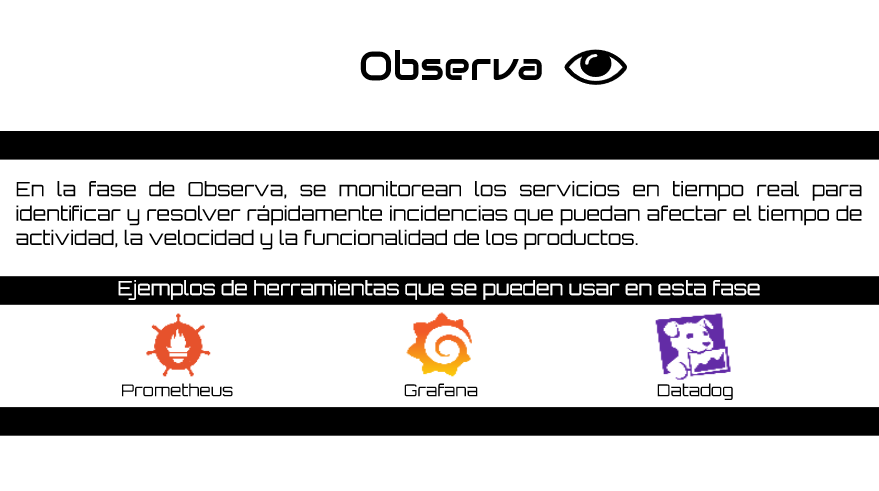 Observa
En la fase de Observa, se monitorean los servicios en tiempo real para
identificar y resolver rápidamente incidencias que puedan afectar el tiempo de
actividad, la velocidad y la funcionalidad de los productos.
Ejemplos de herramientas que se pueden usar en esta fase
Prometheus
Grafana
Datadog